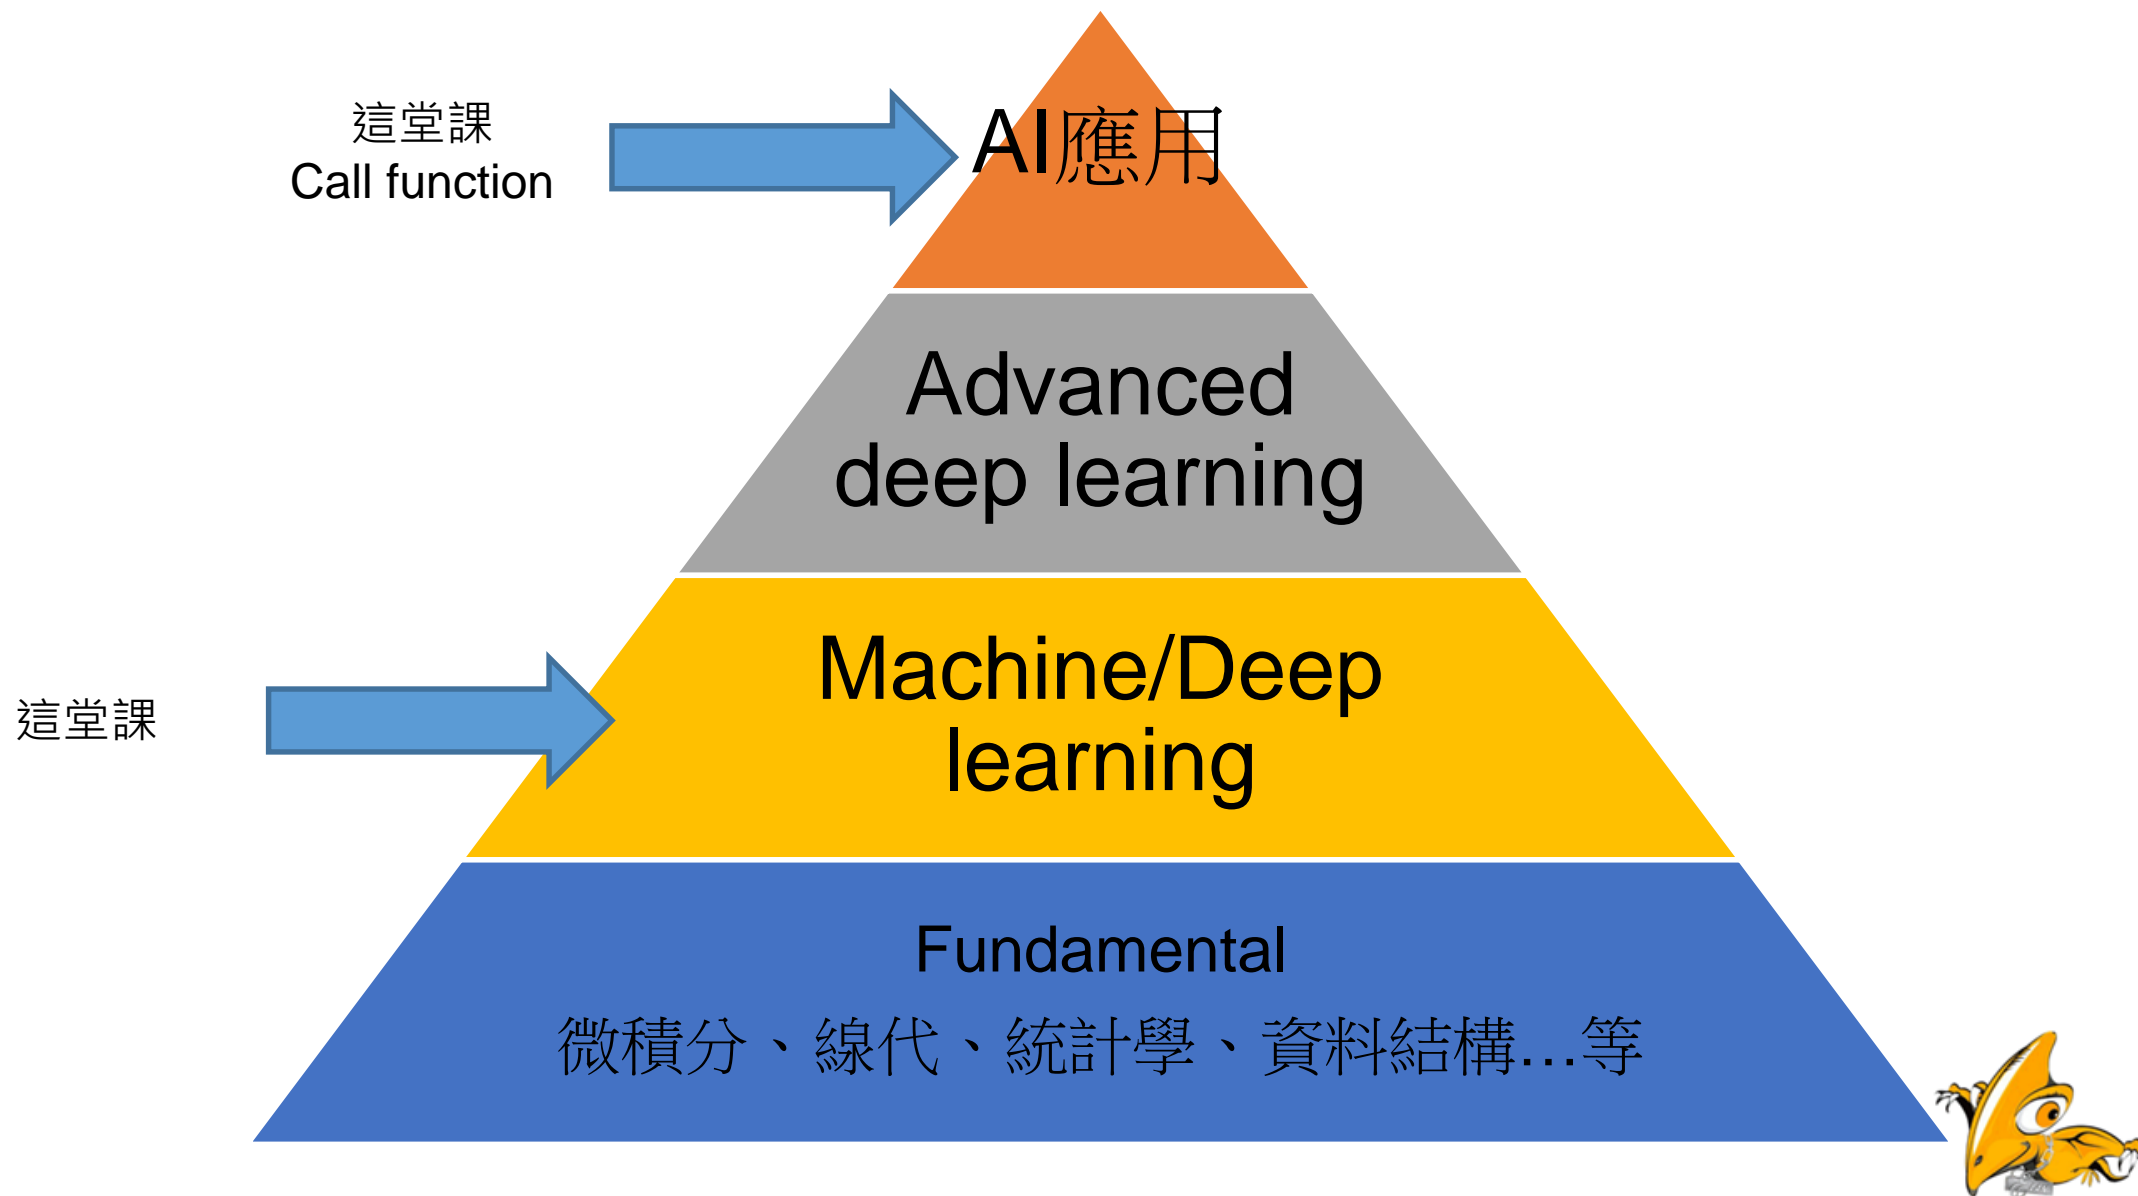 這堂課
Call function
AI應用
Advanced
deep learning
Machine/Deep
learning
這堂課
Fundamental
微積分、線代、統計學、資料結構…等